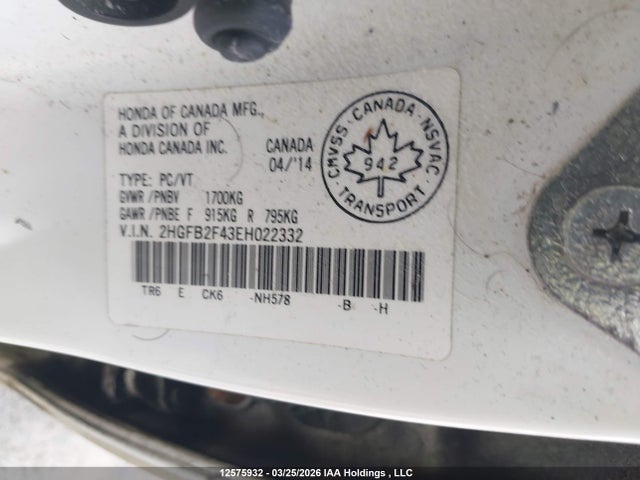 HONDA OF CANADA MFG.,
A DIVISION OF
HONDA CANADA INC.
CANADA
04/'14
CMVSS · CANADA · NSVAC
942
TRANSPORT
TYPE: PC/VT
GVWR /PNBV 1700KG
GAWR /PNBE F 915KG R 795KG
V.I.N. 2HGFB2F43EH022332
TR6 E CK6 -NH578 -B -H
12575932 - 03/25/2026 IAA Holdings , LLC